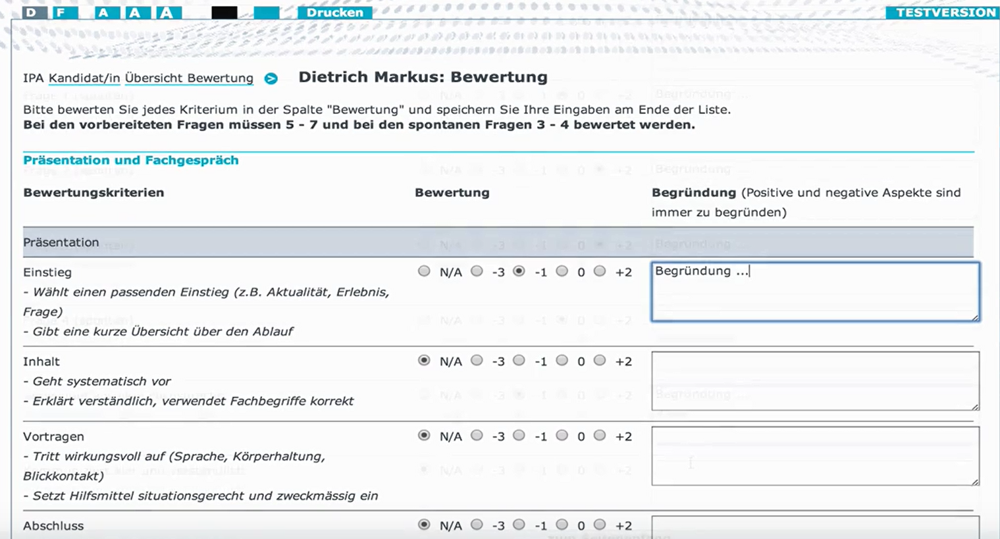 D F A A A Drucken TESTVERSION
IPA Kandidat/in Übersicht Bewertung > Dietrich Markus: Bewertung
Bitte bewerten Sie jedes Kriterium in der Spalte "Bewertung" und speichern Sie Ihre Eingaben am Ende der Liste.
Bei den vorbereiteten Fragen müssen 5 - 7 und bei den spontanen Fragen 3 - 4 bewertet werden.
Präsentation und Fachgespräch
Bewertungskriterien Bewertung Begründung (Positive und negative Aspekte sind
immer zu begründen)
Präsentation
Einstieg N/A -3 -1 0 +2 Begründung ...
- Wählt einen passenden Einstieg (z.B. Aktualität, Erlebnis,
Frage)
- Gibt eine kurze Übersicht über den Ablauf
Inhalt N/A -3 -1 0 +2
- Geht systematisch vor
- Erklärt verständlich, verwendet Fachbegriffe korrekt
Vortragen N/A -3 -1 0 +2
- Tritt wirkungsvoll auf (Sprache, Körperhaltung,
Blickkontakt)
- Setzt Hilfsmittel situationsgerecht und zweckmässig ein
Abschluss N/A -3 -1 0 +2